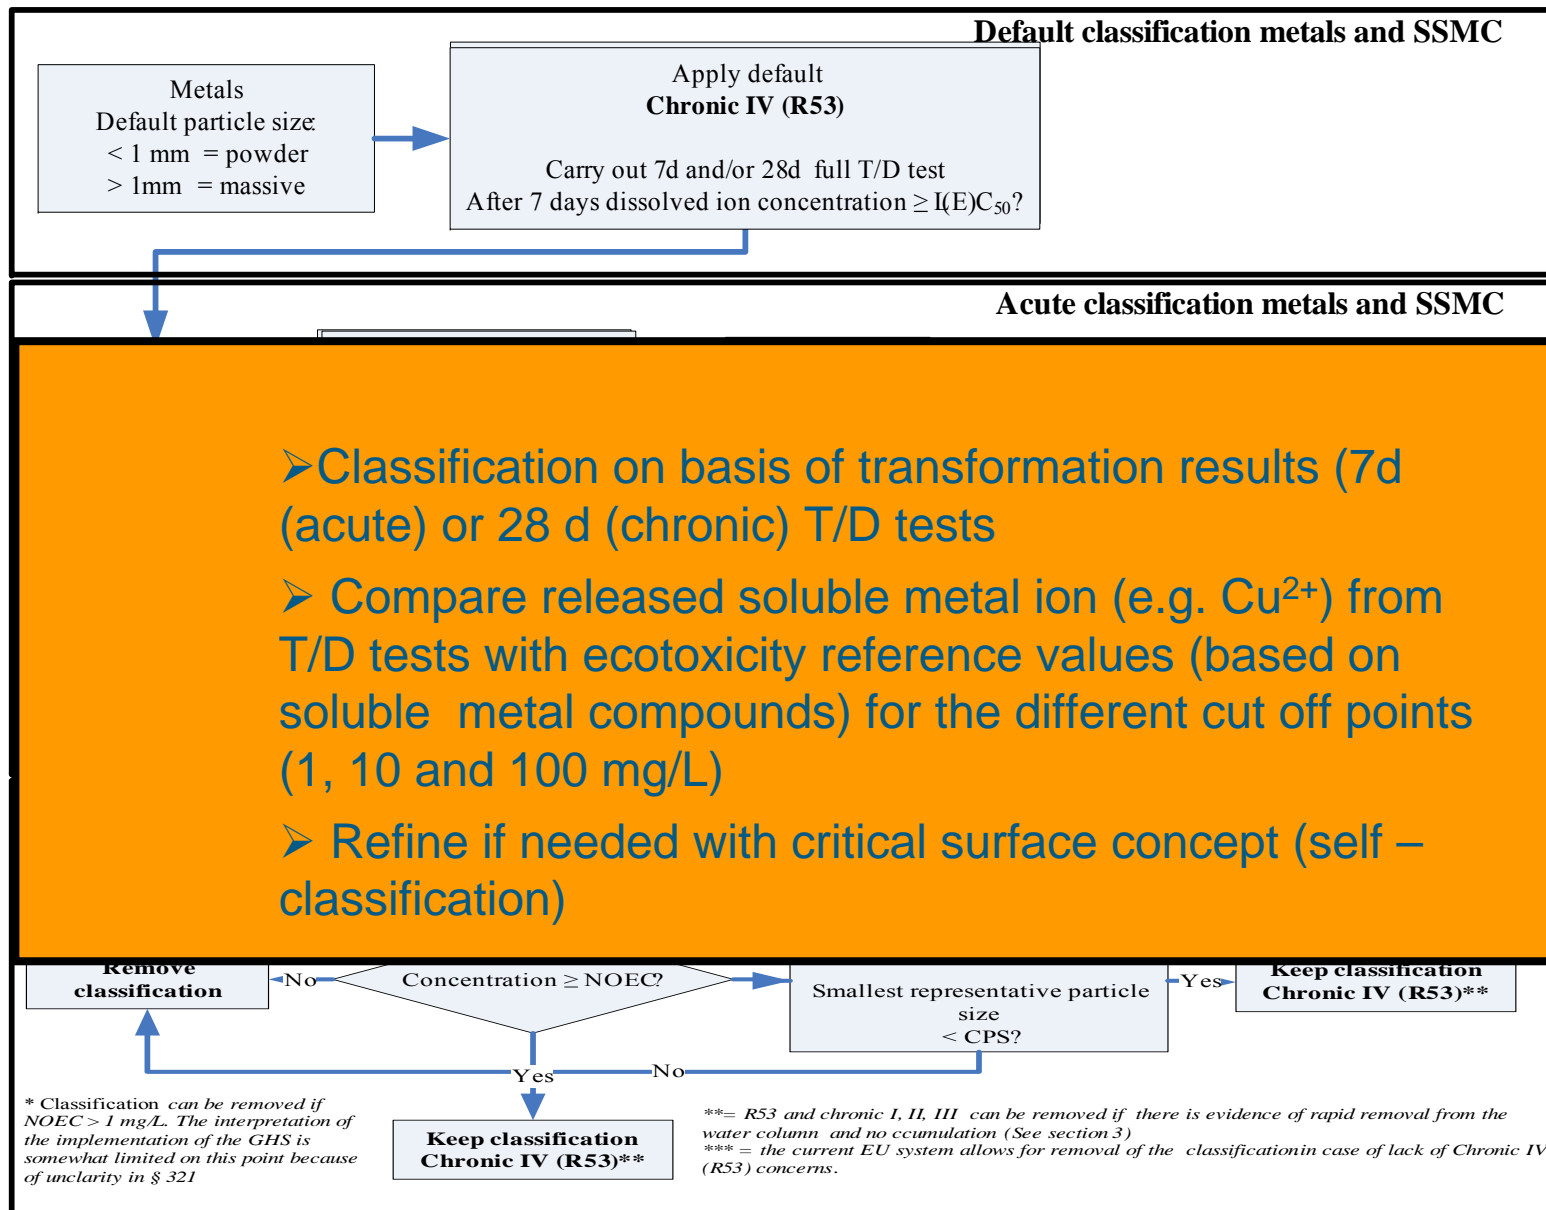 Default classification metals and SSMC
Metals
Default particle size:
< 1 mm = powder
> 1mm = massive
Apply default
Chronic IV (R53)
Carry out 7d and/or 28d full T/D test
After 7 days dissolved ion concentration ≥ L(E)C50?
Acute classification metals and SSMC
➢Classification on basis of transformation results (7d
(acute) or 28 d (chronic) T/D tests
➢ Compare released soluble metal ion (e.g. Cu2+) from
T/D tests with ecotoxicity reference values (based on
soluble metal compounds) for the different cut off points
(1, 10 and 100 mg/L)
➢ Refine if needed with critical surface concept (self –
classification)
Remove
classification
No
Concentration ≥ NOEC?
Smallest representative particle
size
< CPS?
Yes
Keep classification
Chronic IV (R53)**
Yes
No
* Classification can be removed if
NOEC > 1 mg/L. The interpretation of
the implementation of the GHS is
somewhat limited on this point because
of unclarity in § 321
Keep classification
Chronic IV (R53)**
**= R53 and chronic I, II, III can be removed if there is evidence of rapid removal from the
water column and no ccumulation (See section 3)
*** = the current EU system allows for removal of the classificationin case of lack of Chronic IV
(R53) concerns.